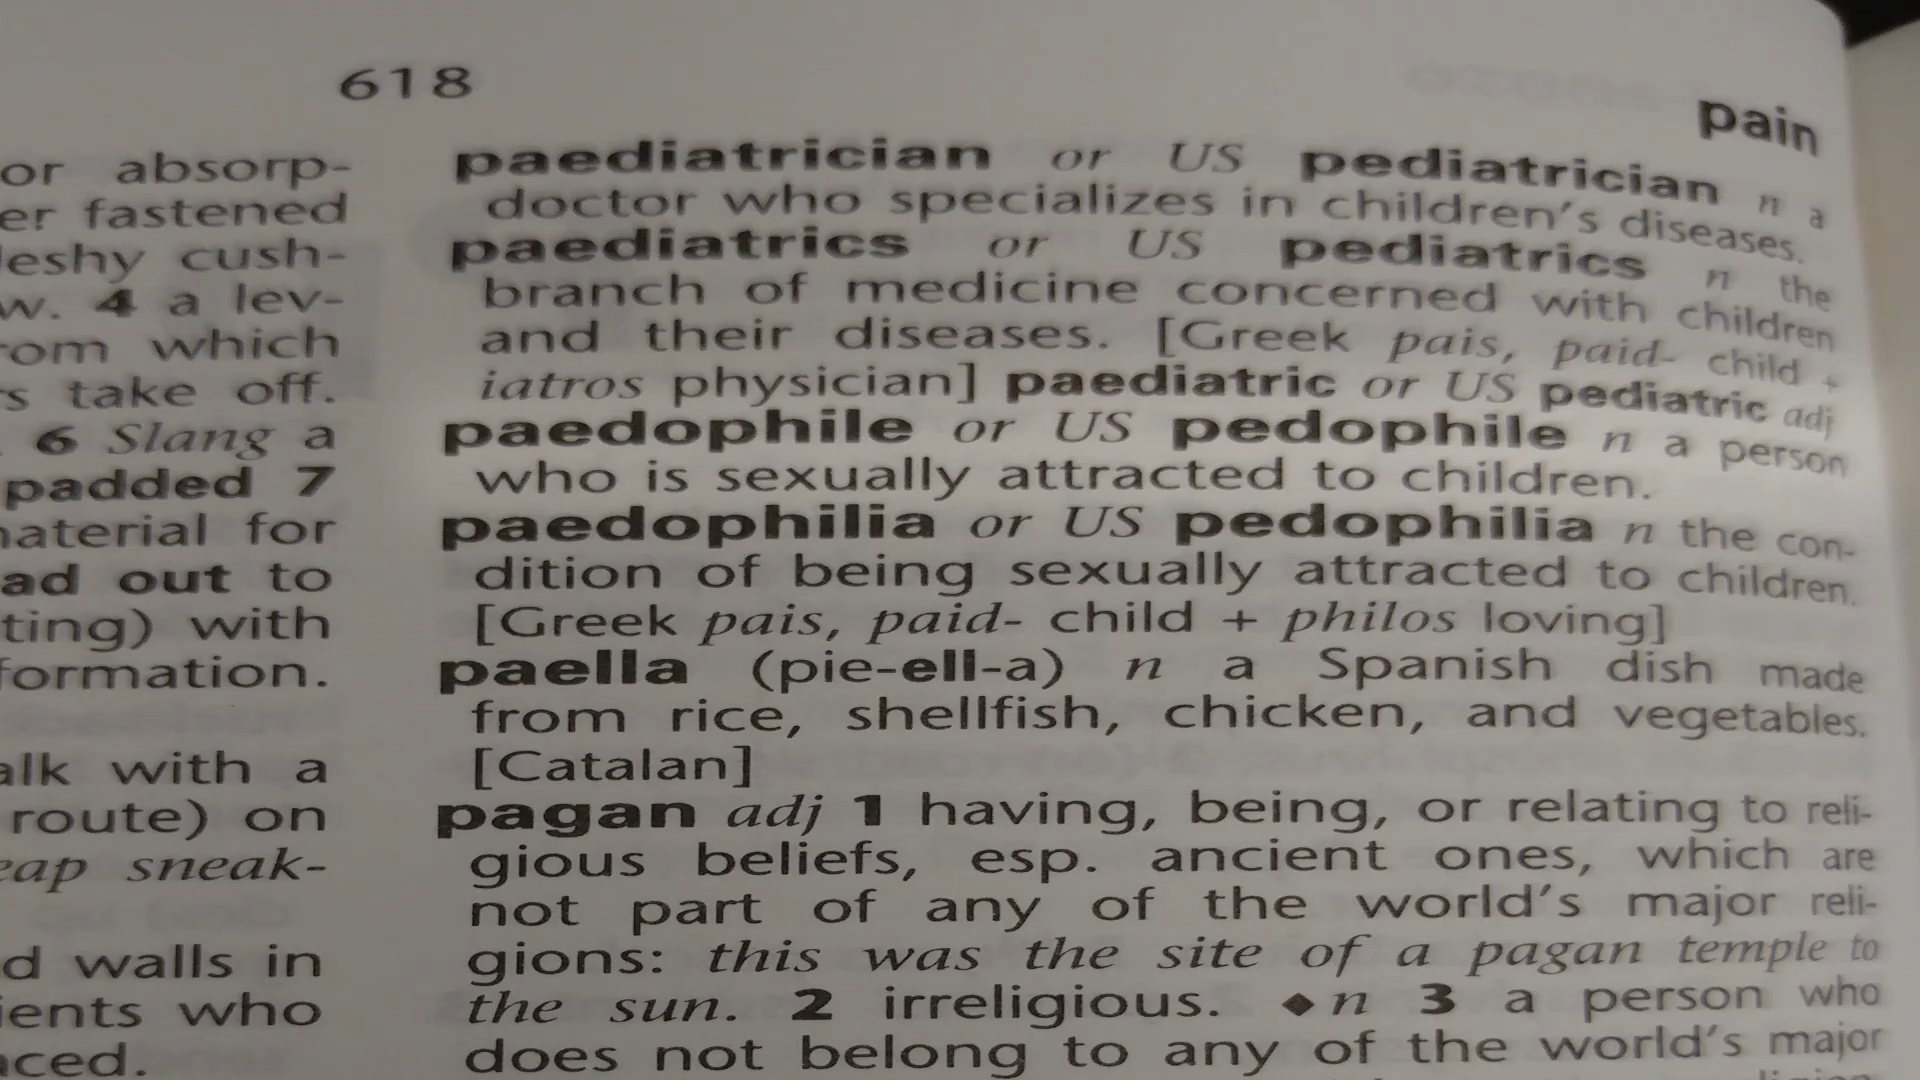 618
pain
or absorp-
er fastened
eshy cush-
w. 4 a lev-
om which
s take off.
6 Slang a
padded 7
aterial for
ad out to
ting) with
formation.
alk with a
route) on
eap sneak-
d walls in
ients who
aced.
paediatrician or US pediatrician n a
doctor who specializes in children's diseases.
paediatrics or US pediatrics n the
branch of medicine concerned with children
and their diseases. [Greek pais, paid- child +
iatros physician] paediatric or US pediatric adj
paedophile or US pedophile n a person
who is sexually attracted to children.
paedophilia or US pedophilia n the con-
dition of being sexually attracted to children.
[Greek pais, paid- child + philos loving]
paella (pie-ell-a) n a Spanish dish made
from rice, shellfish, chicken, and vegetables.
[Catalan]
pagan adj 1 having, being, or relating to reli-
gious beliefs, esp. ancient ones, which are
not part of any of the world's major reli-
gions: this was the site of a pagan temple to
the sun. 2 irreligious. ◆ n 3 a person who
does not belong to any of the world's major